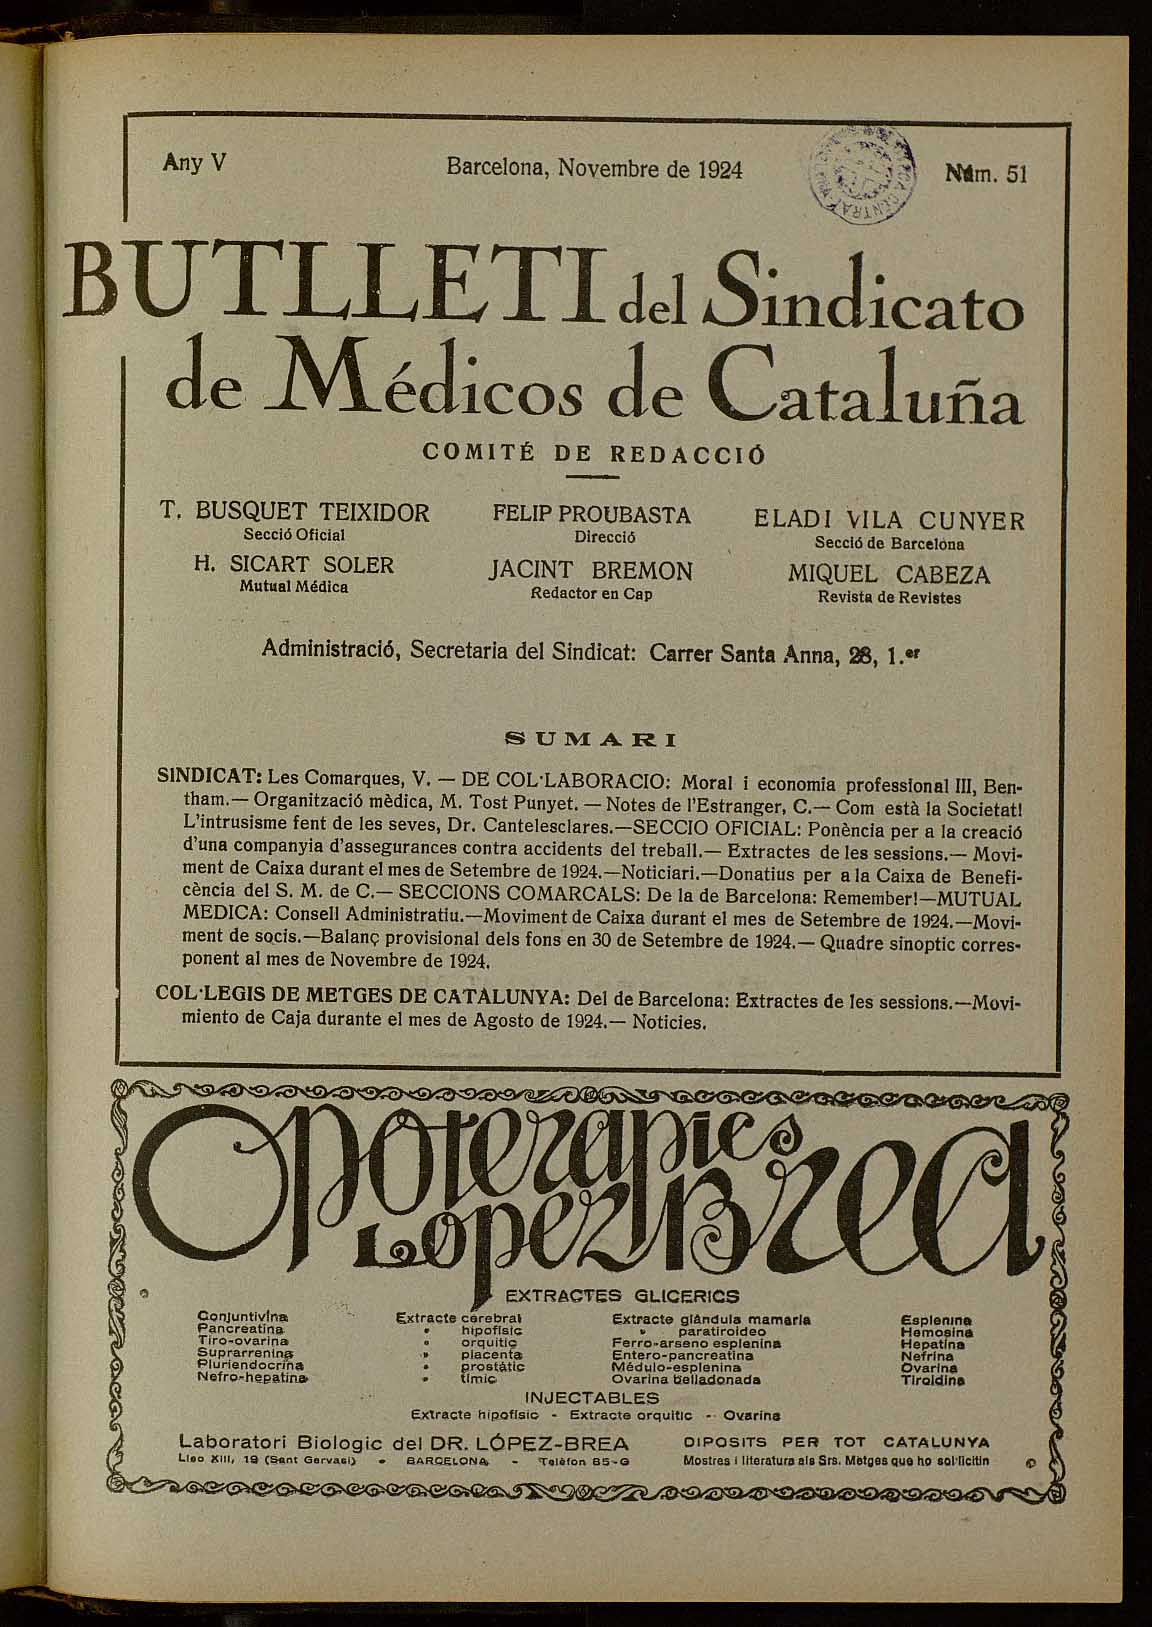 Any V
Barcelona, Novembre de 1924
Núm. 51
BUTLLETI del Sindicato
de Médicos de Cataluña
COMITÉ DE REDACCIÓ
T. BUSQUET TEIXIDOR
Secció Oficial
FELIP PROUBASTA
Direcció
ELADI VILA CUNYER
Secció de Barcelona
H. SICART SOLER
Mutual Médica
JACINT BREMON
Redactor en Cap
MIQUEL CABEZA
Revista de Revistes
Administració, Secretaria del Sindicat: Carrer Santa Anna, 28, 1.er
SUMARI
SINDICAT: Les Comarques, V. — DE COL·LABORACIO: Moral i economia professional III, Ben-
tham.— Organització mèdica, M. Tost Punyet. — Notes de l'Estranger, C.— Com està la Societat!
L'intrusisme fent de les seves, Dr. Cantelesclares.—SECCIO OFICIAL: Ponència per a la creació
d'una companyia d'assegurances contra accidents del treball.— Extractes de les sessions.— Movi-
ment de Caixa durant el mes de Setembre de 1924.—Noticiari.—Donatius per a la Caixa de Benefi-
cència del S. M. de C.— SECCIONS COMARCALS: De la de Barcelona: Remember!—MUTUAL
MEDICA: Consell Administratiu.—Moviment de Caixa durant el mes de Setembre de 1924.—Movi-
ment de socis.—Balanç provisional dels fons en 30 de Setembre de 1924.— Quadre sinoptic corres-
ponent al mes de Novembre de 1924.
COL·LEGIS DE METGES DE CATALUNYA: Del de Barcelona: Extractes de les sessions.—Movi-
miento de Caja durante el mes de Agosto de 1924.— Noticies.
Opoterapics
Lopez Brea
EXTRACTES GLICERICS
Conjuntivina
Pancreatina
Tiro-ovarina
Suprarrenina
Pluriendocrina
Nefro-hepatina
Extracte cerebral
» hipofisic
» orquitic
» placenta
» prostàtic
» timic
Extracte glándula mamaria
» paratiroideo
Ferro-arseno esplenina
Entero-pancreatina
Médulo-esplenina
Ovarina belladonada
Esplenina
Hemosina
Hepatina
Nefrina
Ovarina
Tiroidina
INJECTABLES
Extracte hipofisic - Extracte orquitic - Ovarina
Laboratori Biologic del DR. LÓPEZ-BREA
Lleo XIII, 19 (Sant Gervasi) - BARCELONA - Telèfon 85-G
DIPOSITS PER TOT CATALUNYA
Mostres i literatura als Srs. Metges que ho sol·licitin